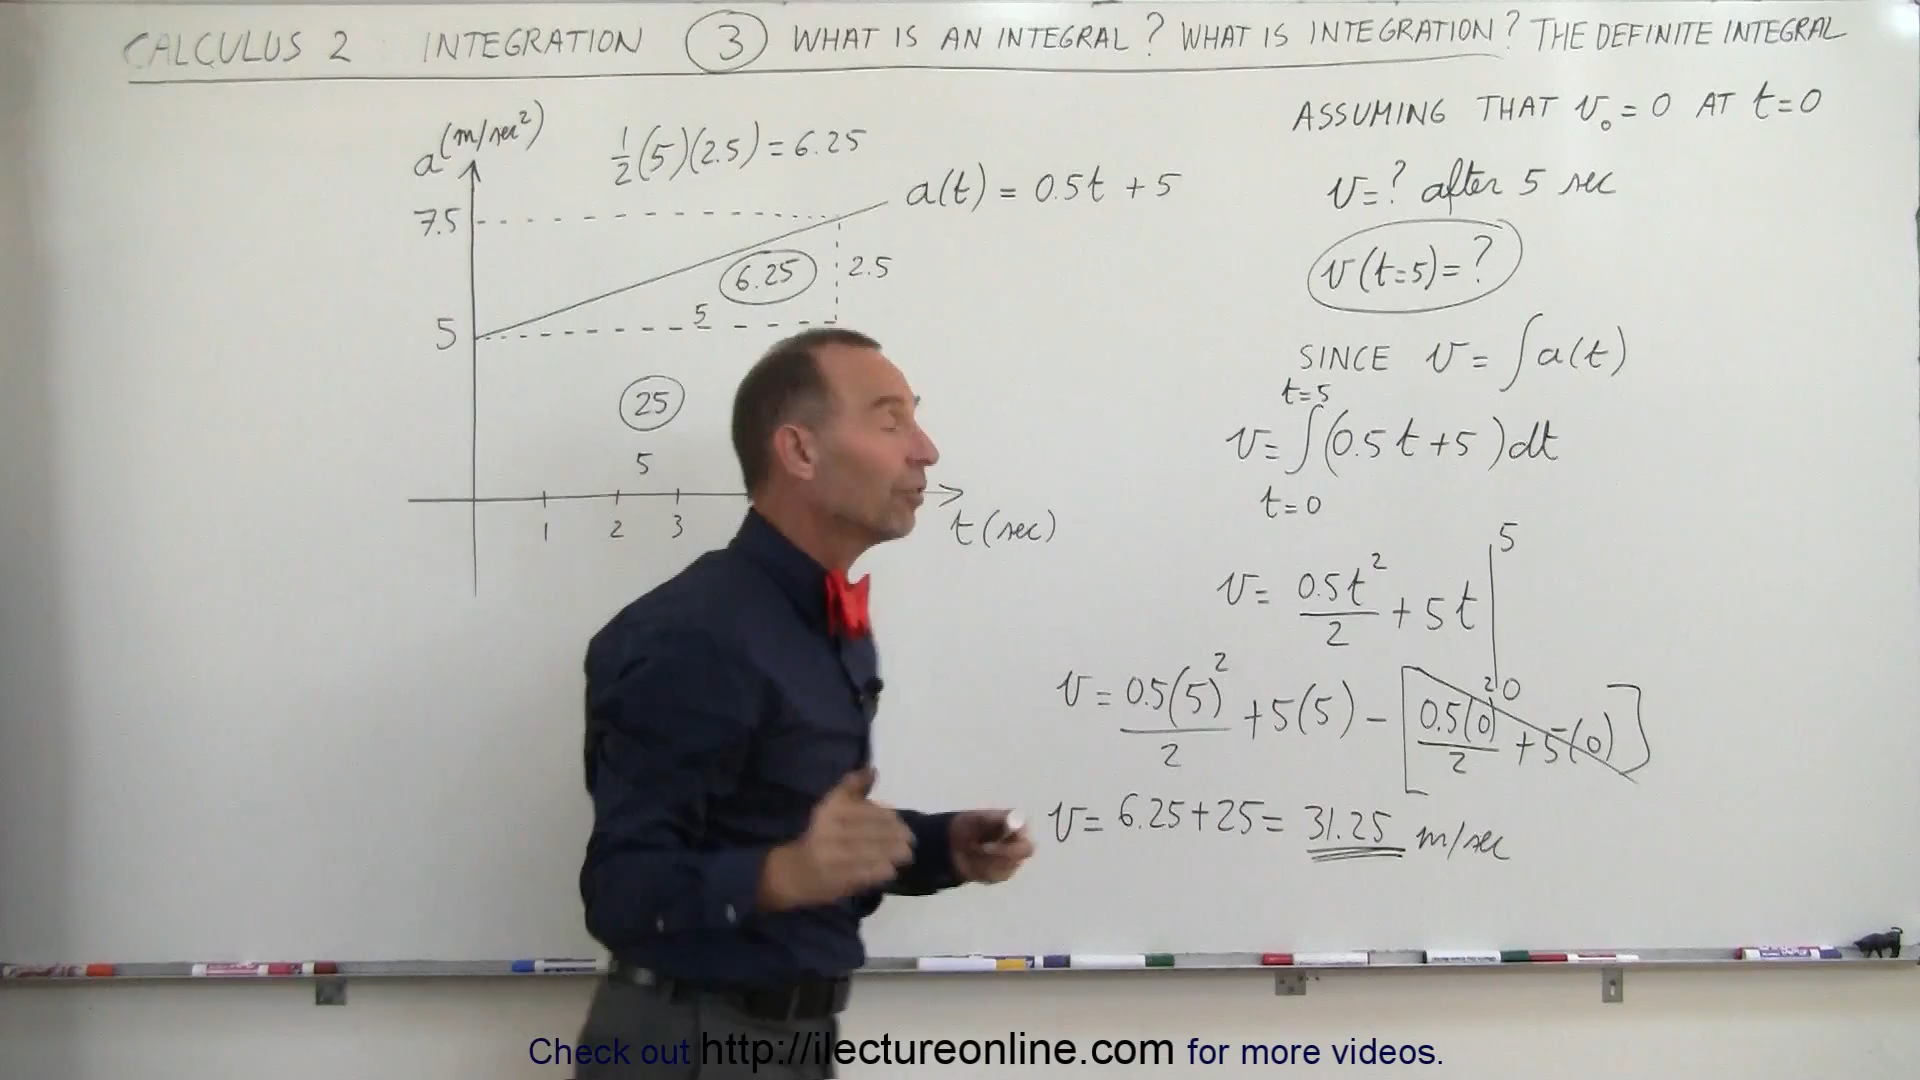 CALCULUS 2 INTEGRATION (3) WHAT IS AN INTEGRAL? WHAT IS INTEGRATION? THE DEFINITE INTEGRAL
a (m/sec²)
½(5)(2.5) = 6.25
a(t) = 0.5t + 5
7.5
6.25
2.5
5
5
25
5
1 2 3
t (sec)
ASSUMING THAT v₀ = 0 AT t = 0
v = ? after 5 sec
v(t=5) = ?
SINCE v = ∫a(t)
t=5
v = ∫(0.5t + 5)dt
t=0
v = 0.5t²/2 + 5t |₀⁵
v = 0.5(5)²/2 + 5(5) - [0.5(0)²/2 + 5(0)]
v = 6.25 + 25 = 31.25 m/sec
Check out http://ilectureonline.com for more videos.